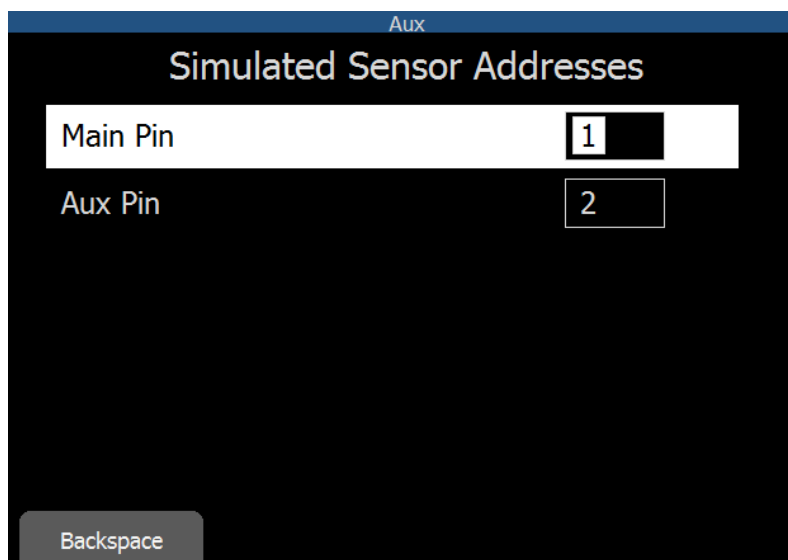 Aux
Simulated Sensor Addresses
Main Pin 1
Aux Pin 2
Backspace